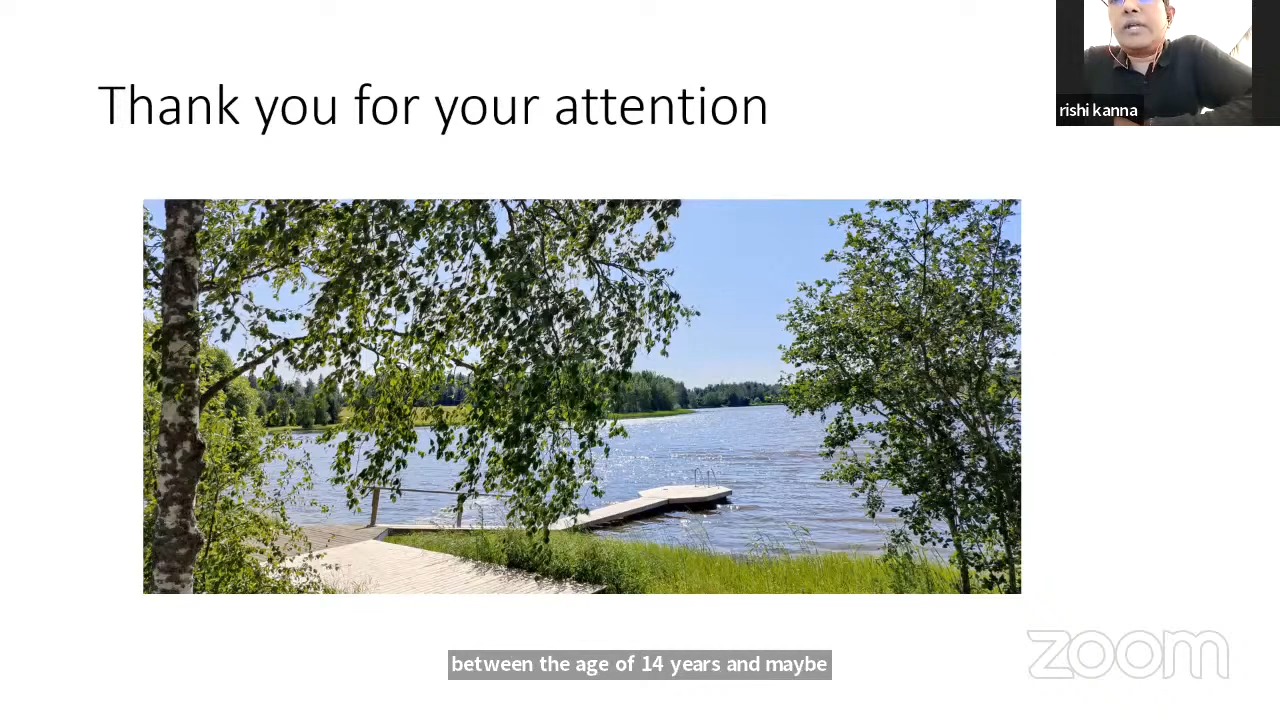 Thank you for your attention
rishi kanna
between the age of 14 years and maybe
zoom